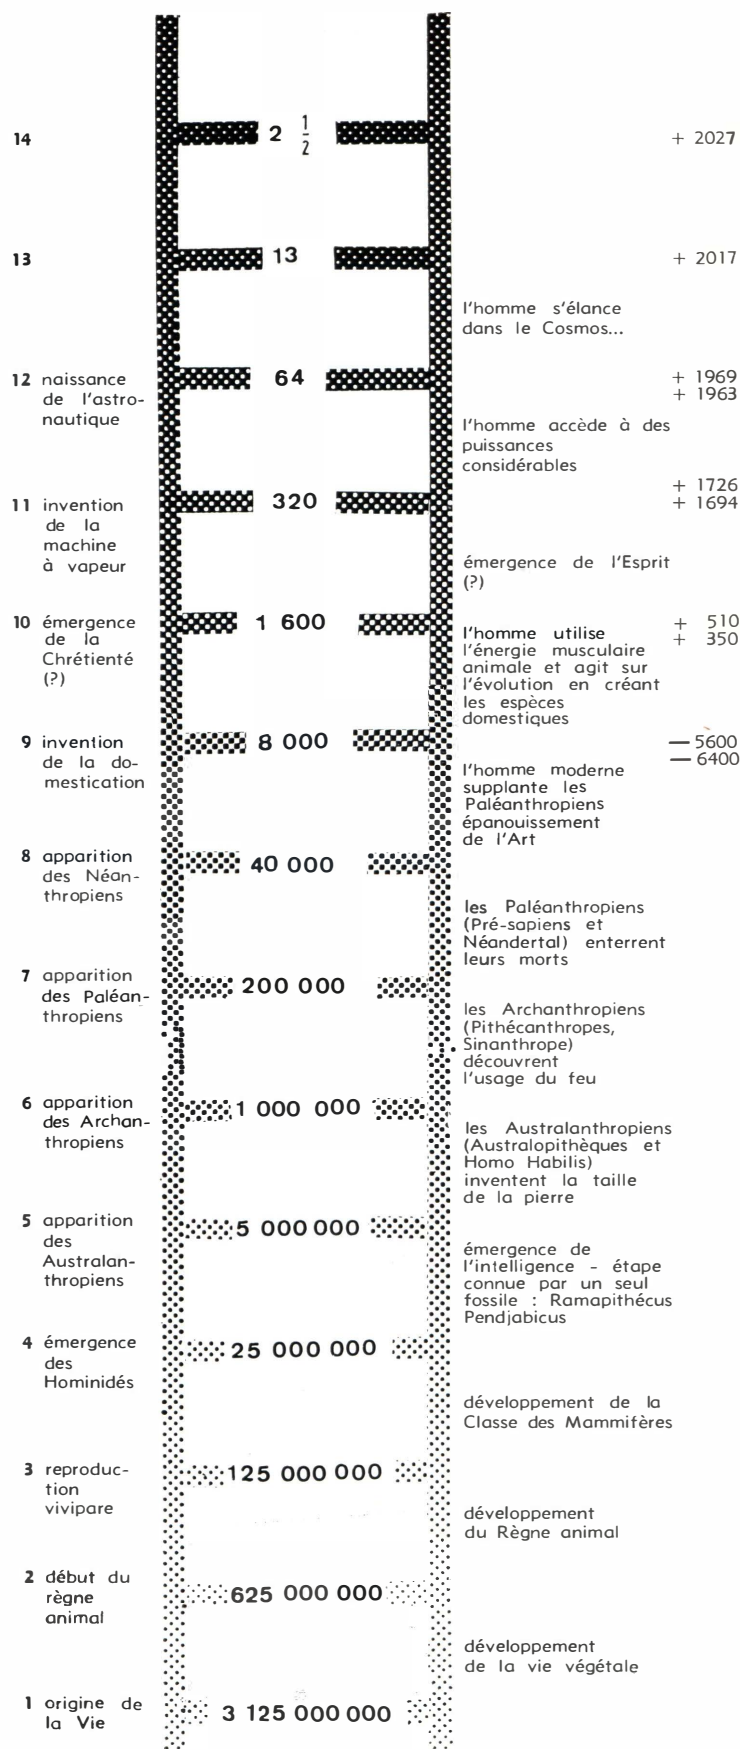 14
2 1/2
+ 2027
13
13
+ 2017
l'homme s'élance
dans le Cosmos...
12 naissance
de l'astro-
nautique
64
+ 1969
+ 1963
l'homme accède à des
puissances
considérables
11 invention
de la
machine
à vapeur
320
+ 1726
+ 1694
émergence de l'Esprit
(?)
10 émergence
de la
Chrétienté
(?)
1 600
+ 510
+ 350
l'homme utilise
l'énergie musculaire
animale et agit sur
l'évolution en créant
les espèces
domestiques
9 invention
de la do-
mestication
8 000
— 5600
— 6400
l'homme moderne
supplante les
Paléanthropiens
épanouissement
de l'Art
8 apparition
des Néan-
thropiens
40 000
les Paléanthropiens
(Pré-sapiens et
Néandertal) enterrent
leurs morts
7 apparition
des Paléan-
thropiens
200 000
les Archanthropiens
(Pithécanthropes,
Sinanthrope)
découvrent
l'usage du feu
6 apparition
des Archan-
thropiens
1 000 000
les Australanthropiens
(Australopithèques et
Homo Habilis)
inventent la taille
de la pierre
5 apparition
des
Australan-
thropiens
5 000 000
émergence de
l'intelligence - étape
connue par un seul
fossile : Ramapithécus
Pendjabicus
4 émergence
des
Hominidés
25 000 000
développement de la
Classe des Mammifères
3 reproduc-
tion
vivipare
125 000 000
développement
du Règne animal
2 début du
règne
animal
625 000 000
développement
de la vie végétale
1 origine de
la Vie
3 125 000 000